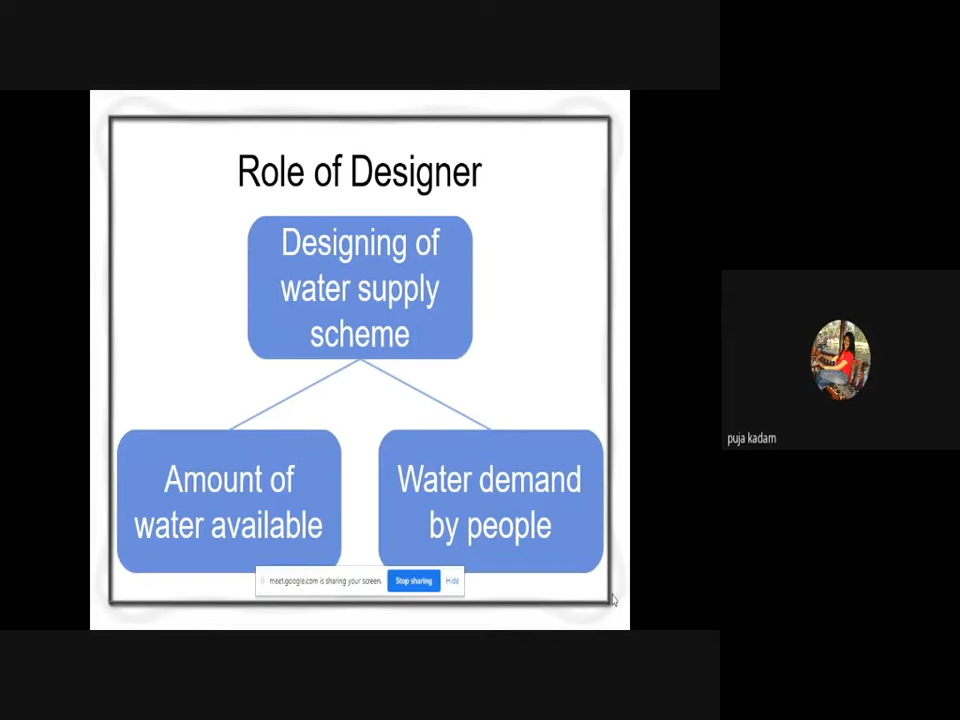 Role of Designer
Designing of
water supply
scheme
Amount of
water available
Water demand
by people
meet.google.com is sharing your screen.
Stop sharing
Hide
puja kadam